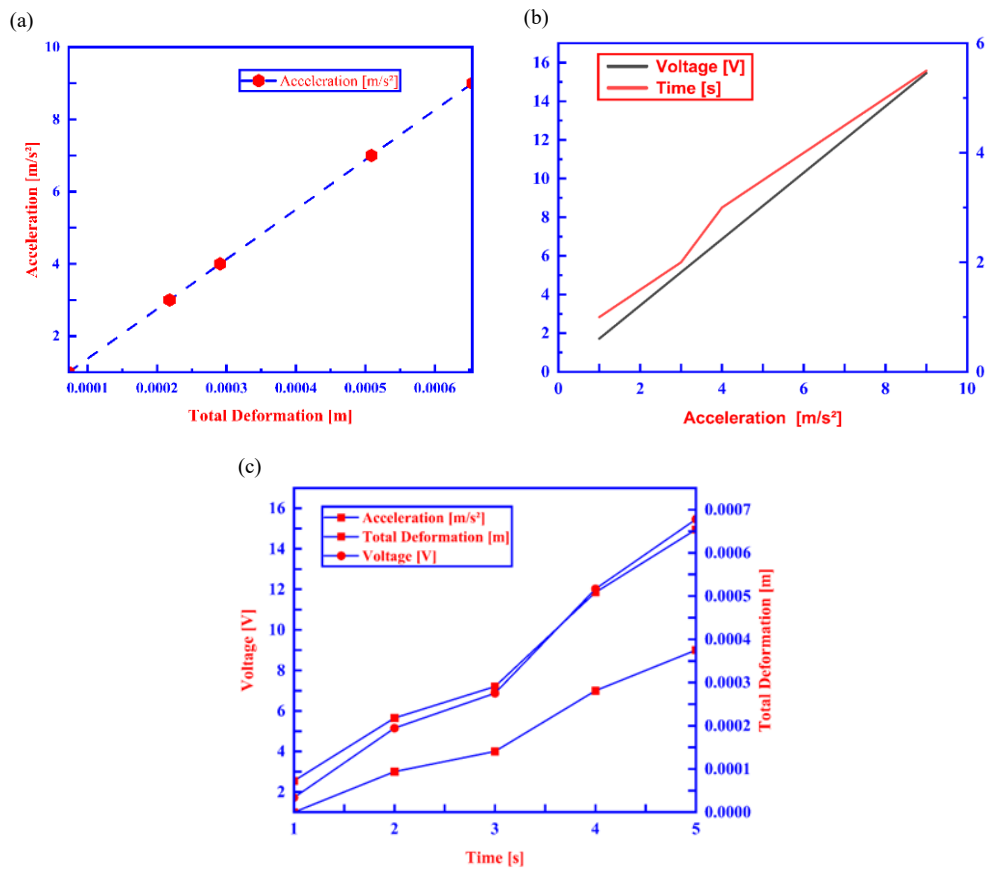 (a)
10
8
6
4
2
Acceleration [m/s²]
Acceleration [m/s²]
0.0001 0.0002 0.0003 0.0004 0.0005 0.0006
Total Deformation [m]
(b)
16
14
12
10
8
6
4
2
0
Voltage [V]
Time [s]
6
4
2
0
0 2 4 6 8 10
Acceleration [m/s²]
(c)
16
14
12
10
8
6
4
2
Voltage [V]
Acceleration [m/s²]
Total Deformation [m]
Voltage [V]
0.0007
0.0006
0.0005
0.0004
0.0003
0.0002
0.0001
0.0000
Total Deformation [m]
1 2 3 4 5
Time [s]